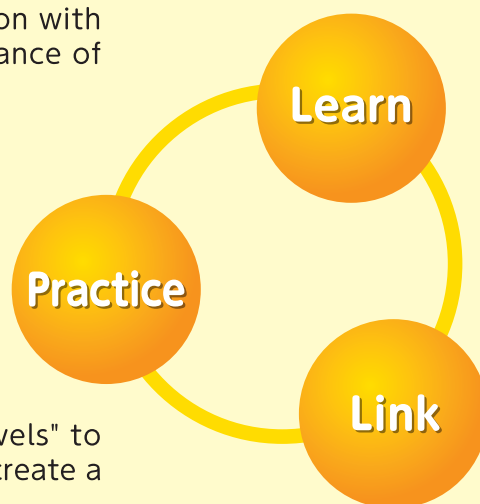 on with
ance of
Learn
Practice
Link
vels" to
create a